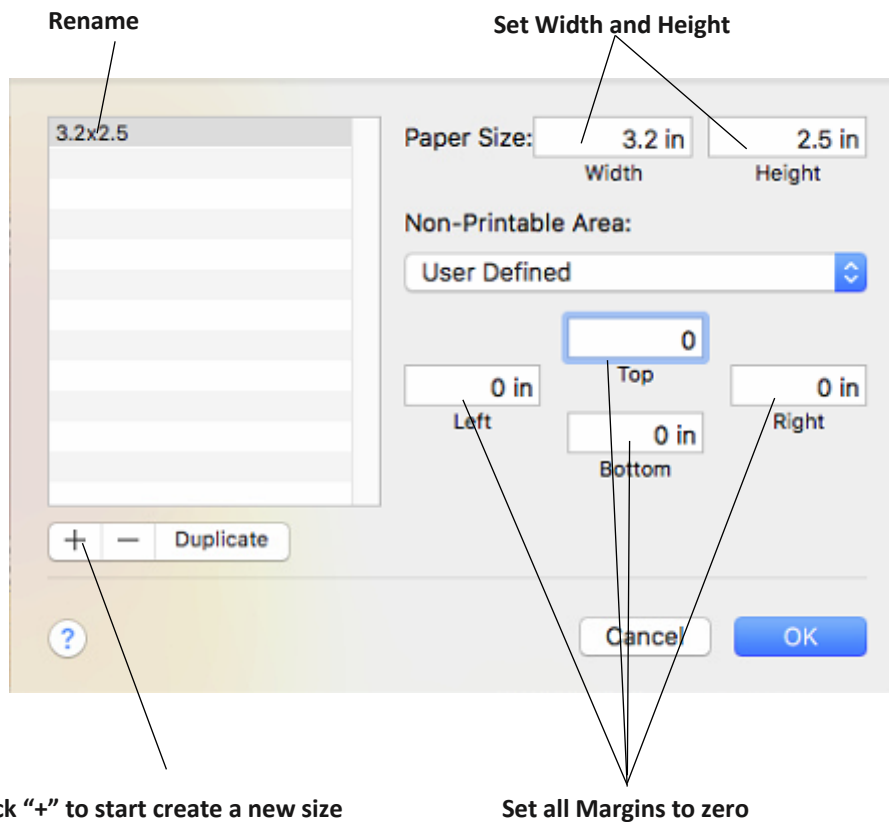 Rename
Set Width and Height
3.2x2.5
Paper Size: 3.2 in 2.5 in
Width Height
Non-Printable Area:
User Defined
0
Top
0 in 0 in
Left Right
0 in
Bottom
+ − Duplicate
? Cancel OK
ck “+” to start create a new size
Set all Margins to zero